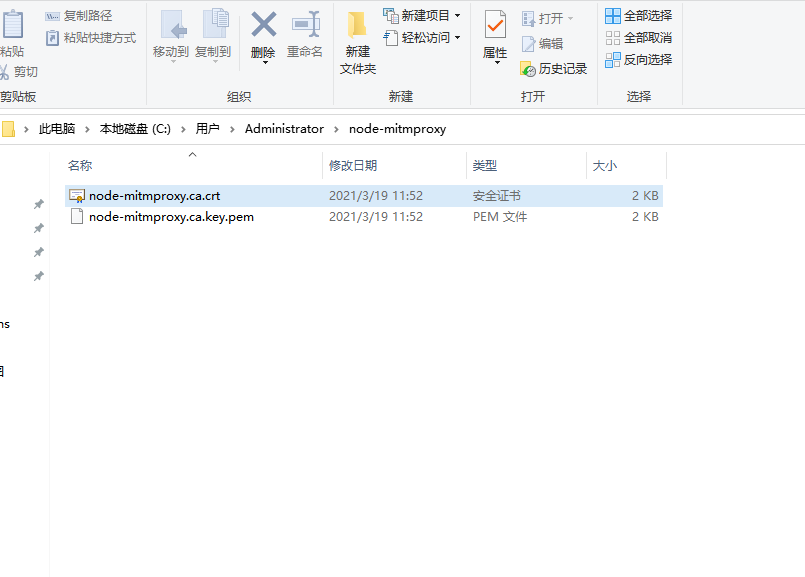 粘贴
剪切
复制路径
粘贴快捷方式
剪贴板
移动到
复制到
删除
重命名
组织
新建
文件夹
新建项目
轻松访问
新建
属性
打开
编辑
历史记录
打开
全部选择
全部取消
反向选择
选择
此电脑 › 本地磁盘 (C:) › 用户 › Administrator › node-mitmproxy
名称 修改日期 类型 大小
node-mitmproxy.ca.crt 2021/3/19 11:52 安全证书 2 KB
node-mitmproxy.ca.key.pem 2021/3/19 11:52 PEM 文件 2 KB
ns